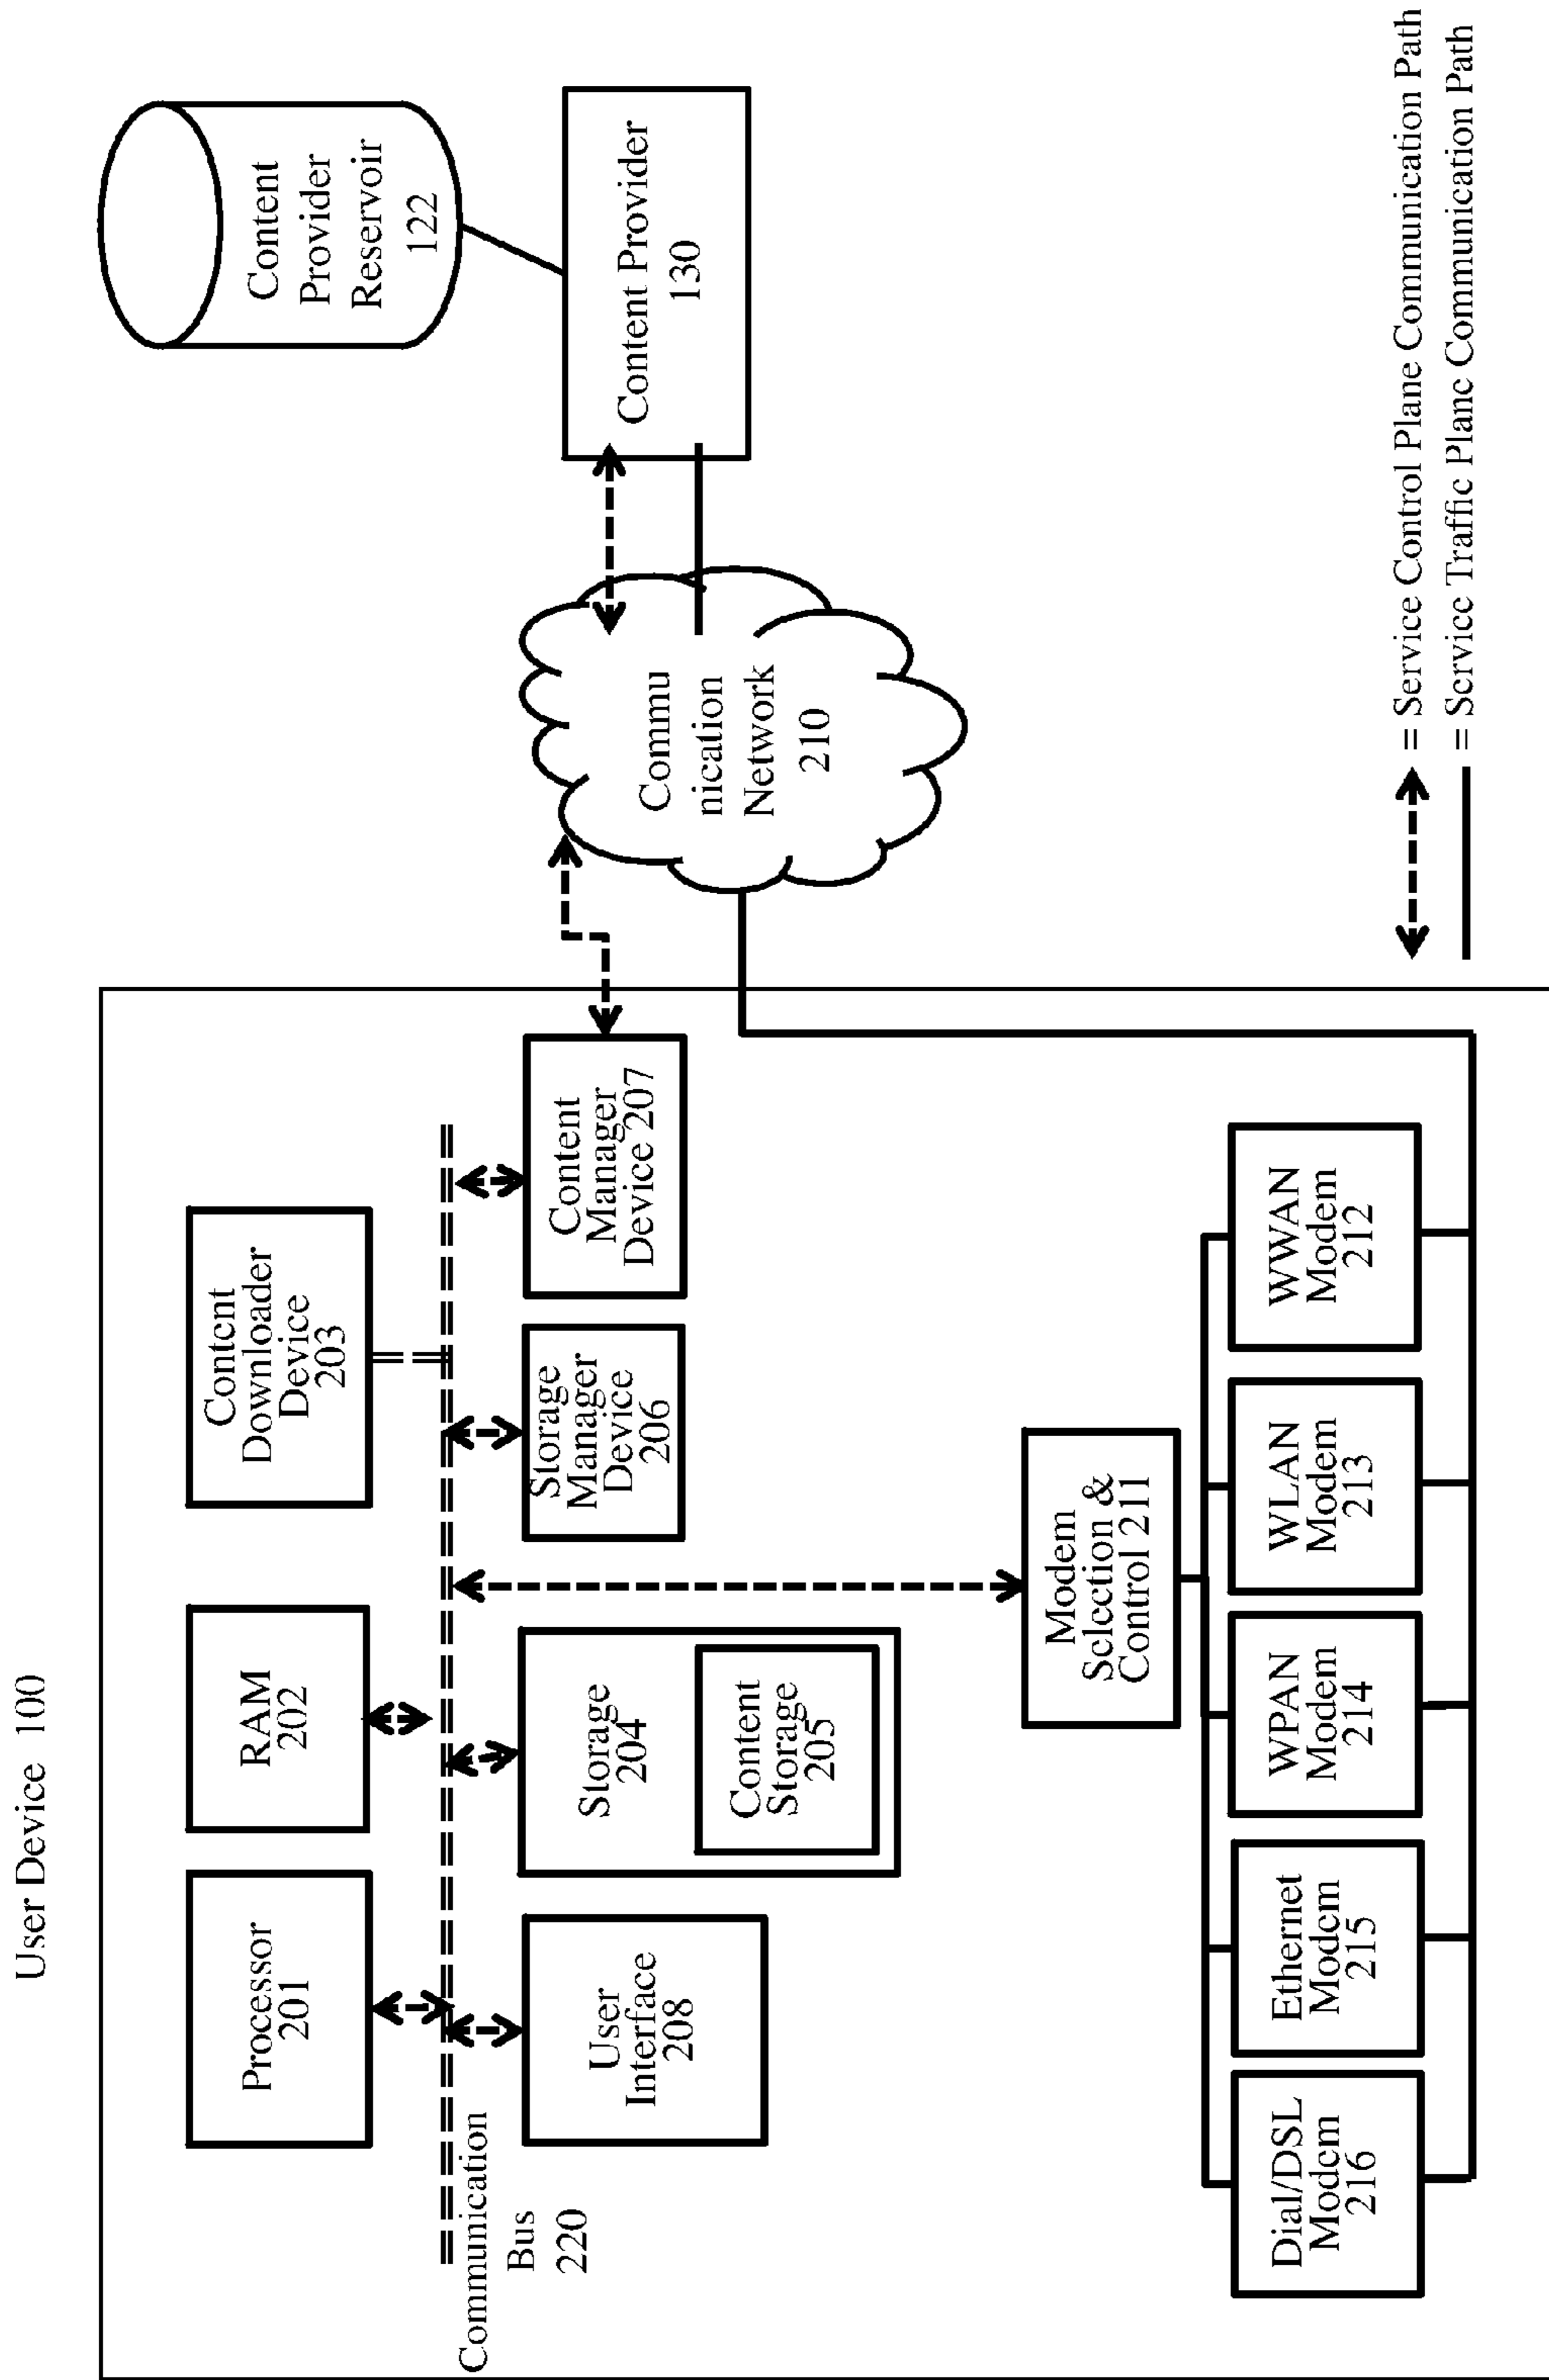 User Device 100
Processor
201
RAM
202
Content
Downloader
Device
203
Content
Provider
Reservoir
122
Communication
Bus
220
User
Interface
208
Storage
204
Content
Storage
205
Storage
Manager
Device
206
Content
Manager
Device 207
Commu
nication
Network
210
Content Provider
130
Modem
Selection &
Control 211
Dial/DSL
Modem
216
Ethernet
Modem
215
WPAN
Modem
214
WLAN
Modem
213
WWAN
Modem
212
= Service Control Plane Communication Path
= Service Traffic Plane Communication Path